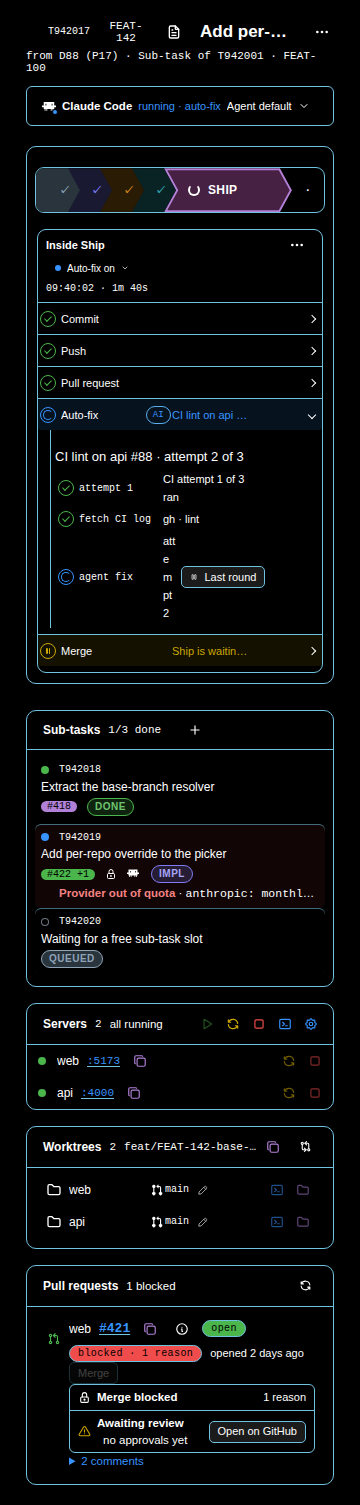 T942017 FEAT-142 Add per-…
from D88 (P17) · Sub-task of T942001 · FEAT-100
Claude Code running · auto-fix Agent default
SHIP
Inside Ship
Auto-fix on
09:40:02 · 1m 40s
Commit
Push
Pull request
Auto-fix AI CI lint on api …
CI lint on api #88 · attempt 2 of 3
attempt 1 CI attempt 1 of 3 ran
fetch CI log gh · lint
agent fix attempt 2 Last round
Merge Ship is waitin…
Sub-tasks 1/3 done
T942018
Extract the base-branch resolver
#418 DONE
T942019
Add per-repo override to the picker
#422 +1 IMPL
Provider out of quota · anthropic: monthl…
T942020
Waiting for a free sub-task slot
QUEUED
Servers 2 all running
web :5173
api :4000
Worktrees 2 feat/FEAT-142-base-…
web main
api main
Pull requests 1 blocked
web #421 open
blocked · 1 reason opened 2 days ago
Merge
Merge blocked 1 reason
Awaiting review
no approvals yet
Open on GitHub
2 comments